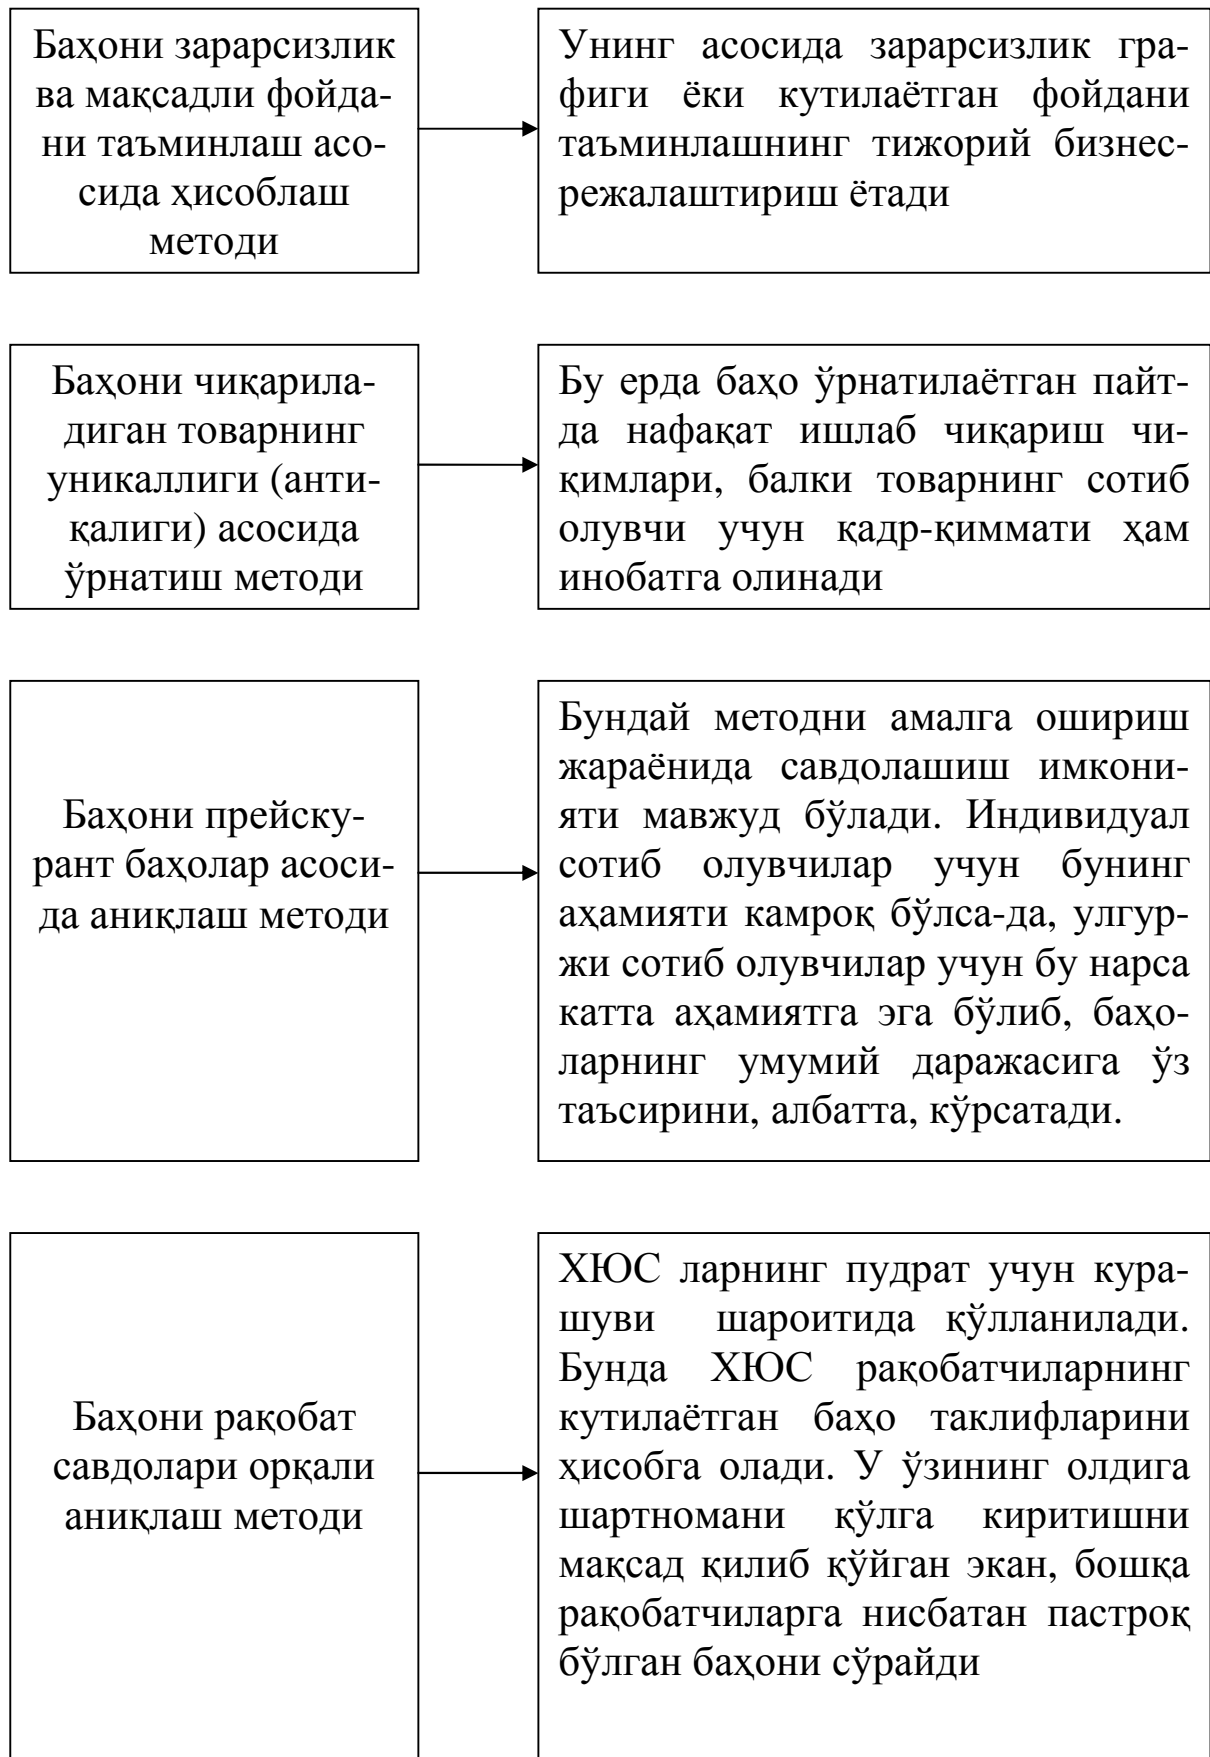 Баҳони зарарсизлик
ва мақсадли фойда-
ни таъминлаш асо-
сида ҳисоблаш
методи
Унинг асосида зарарсизлик гра-
фиги ёки кутилаётган фойдани
таъминлашнинг тижорий бизнес-
режалаштириш ётади
Баҳони чиқарила-
диган товарнинг
уникаллиги (анти-
қалиги) асосида
ўрнатиш методи
Бу ерда баҳо ўрнатилаётган пайт-
да нафақат ишлаб чиқариш чи-
қимлари, балки товарнинг сотиб
олувчи учун қадр-қиммати ҳам
инобатга олинади
Баҳони прейску-
рант баҳолар асоси-
да аниқлаш методи
Бундай методни амалга ошириш
жараёнида савдолашиш имкони-
яти мавжуд бўлади. Индивидуал
сотиб олувчилар учун бунинг
аҳамияти камроқ бўлса-да, улгур-
жи сотиб олувчилар учун бу нарса
катта аҳамиятга эга бўлиб, баҳо-
ларнинг умумий даражасига ўз
таъсирини, албатта, кўрсатади.
Баҳони рақобат
савдолари орқали
аниқлаш методи
ХЮС ларнинг пудрат учун кура-
шуви шароитида қўлланилади.
Бунда ХЮС рақобатчиларнинг
кутилаётган баҳо таклифларини
ҳисобга олади. У ўзининг олдига
шартномани қўлга киритишни
мақсад қилиб қўйган экан, бошқа
рақобатчиларга нисбатан пастроқ
бўлган баҳони сўрайди